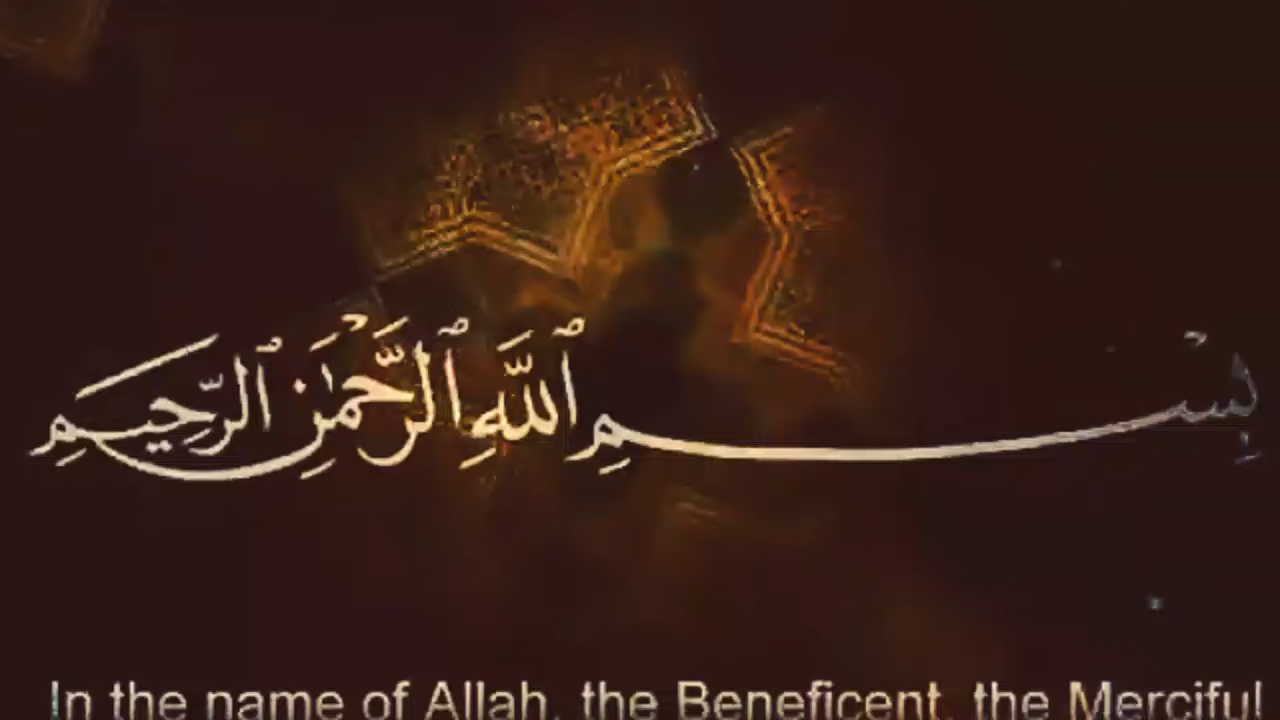 بِسْمِ ٱللَّهِ ٱلرَّحْمَٰنِ ٱلرَّحِيمِ
In the name of Allah, the Beneficent, the Merciful